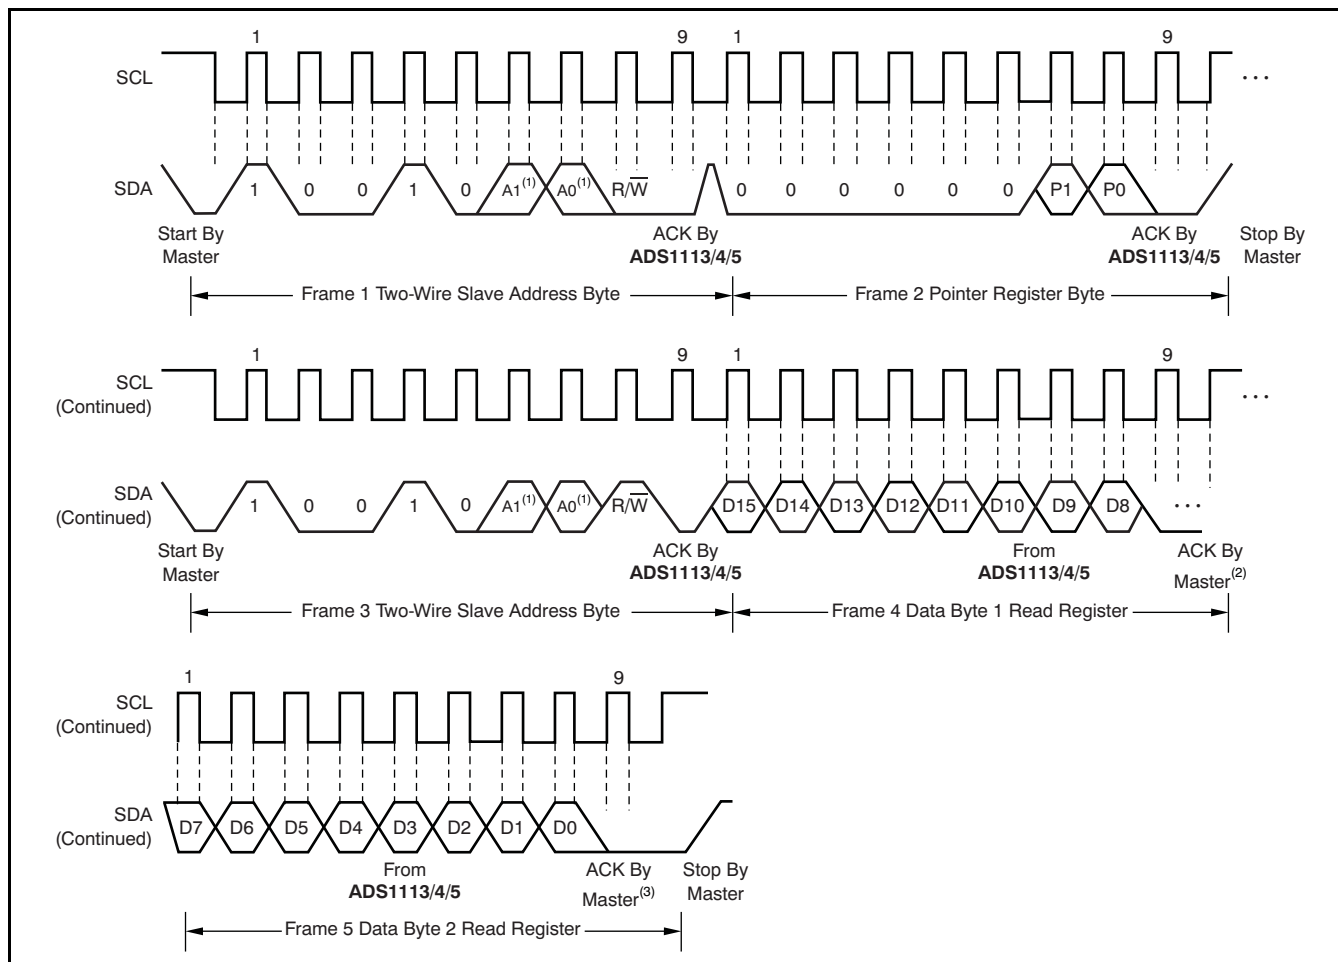 1 9 1 9
SCL ...
SDA 1 0 0 1 0 A1(1) A0(1) R/W̅ 0 0 0 0 0 0 P1 P0
Start By ACK By ACK By Stop By
Master ADS1113/4/5 ADS1113/4/5 Master
Frame 1 Two-Wire Slave Address Byte Frame 2 Pointer Register Byte
1 9 1 9
SCL
(Continued) ...
SDA
(Continued) 1 0 0 1 0 A1(1) A0(1) R/W̅ D15 D14 D13 D12 D11 D10 D9 D8 ...
Start By ACK By From ACK By
Master ADS1113/4/5 ADS1113/4/5 Master(2)
Frame 3 Two-Wire Slave Address Byte Frame 4 Data Byte 1 Read Register
1 9
SCL
(Continued)
SDA
(Continued) D7 D6 D5 D4 D3 D2 D1 D0
From ACK By Stop By
ADS1113/4/5 Master(3) Master
Frame 5 Data Byte 2 Read Register